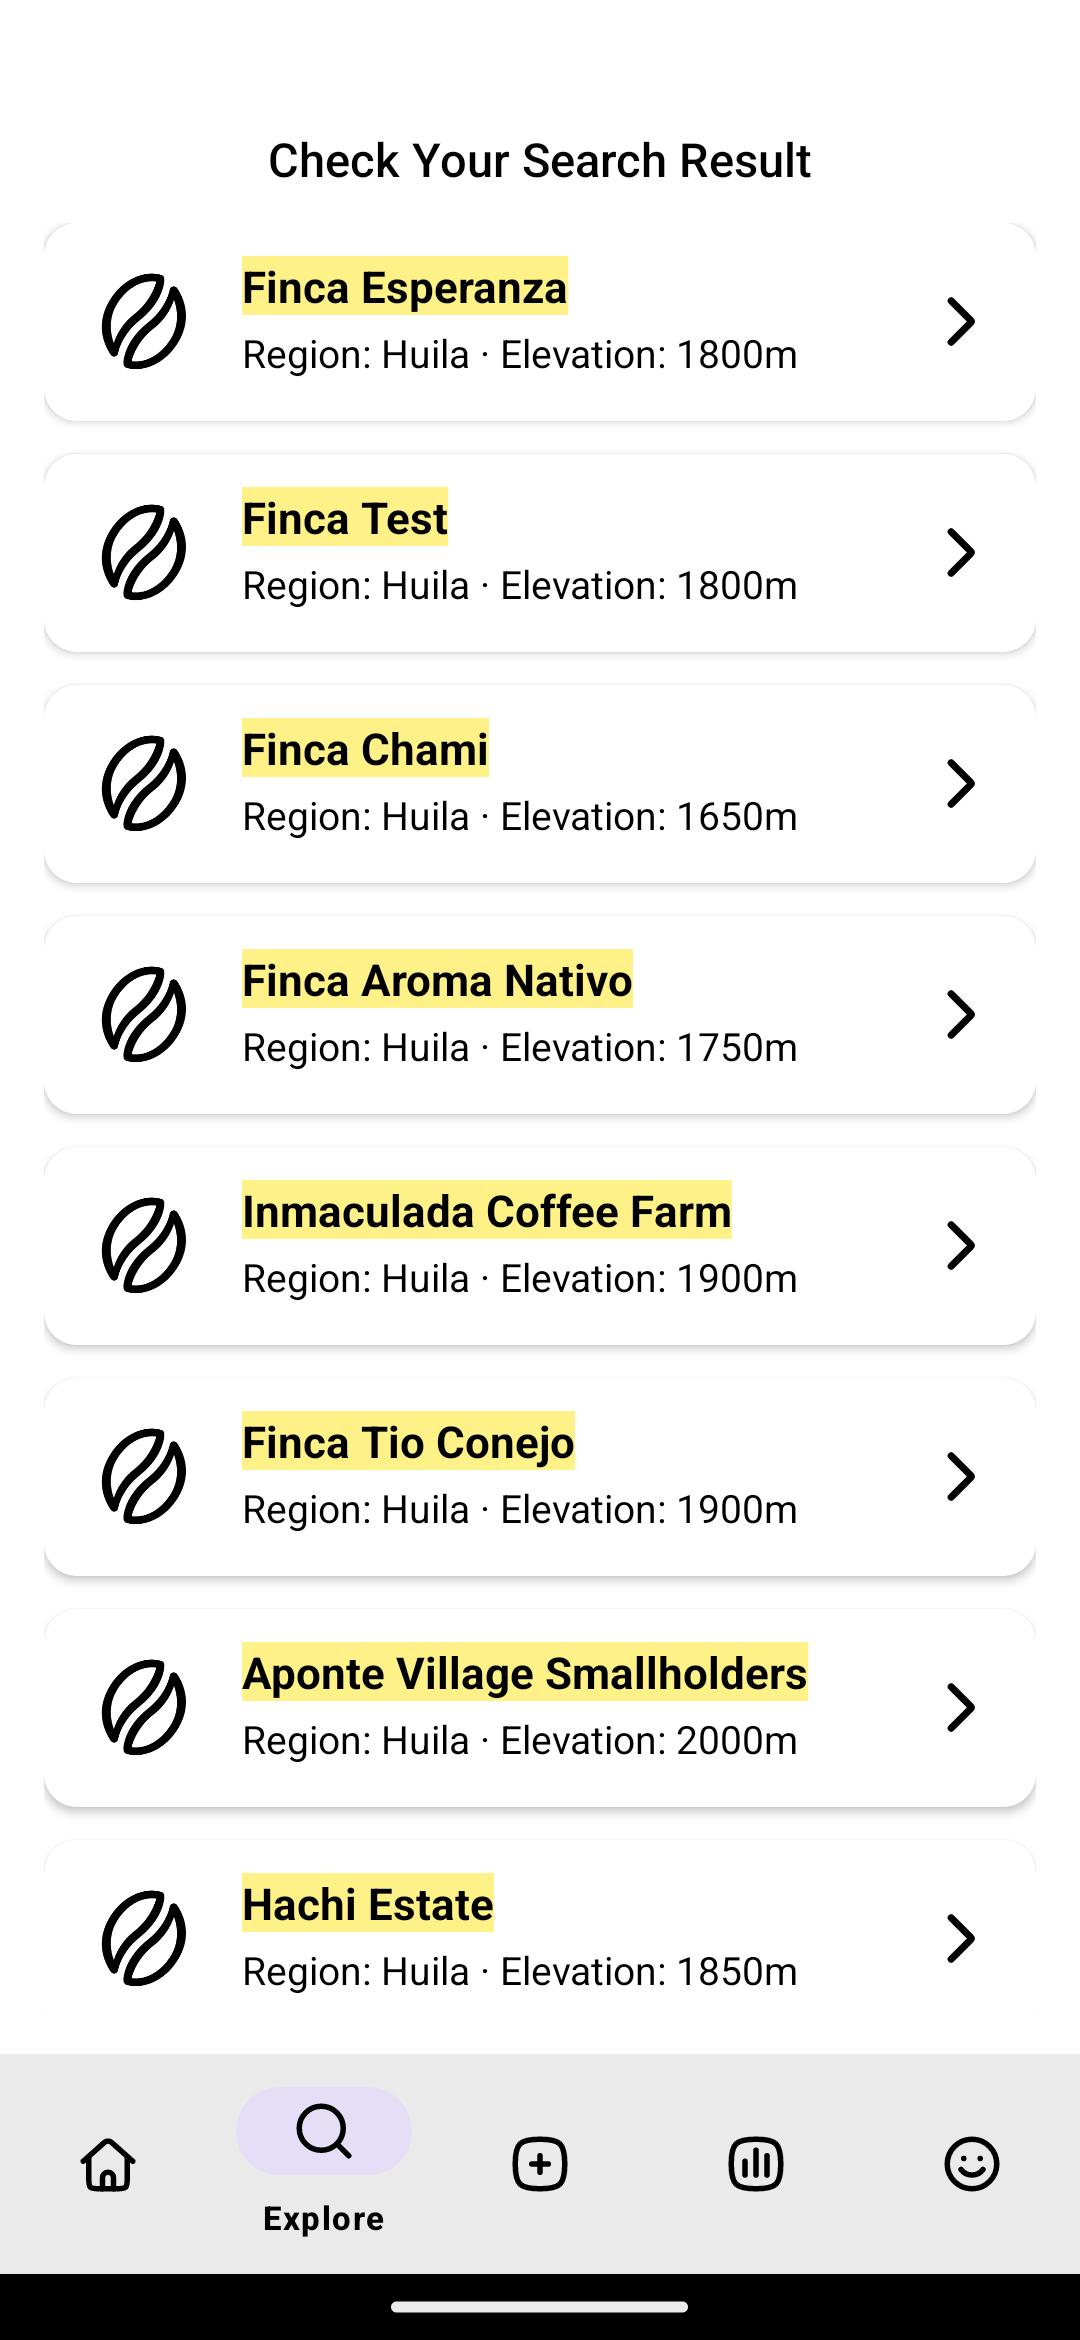 Check Your Search Result
Finca Esperanza
Region: Huila · Elevation: 1800m
Finca Test
Region: Huila · Elevation: 1800m
Finca Chami
Region: Huila · Elevation: 1650m
Finca Aroma Nativo
Region: Huila · Elevation: 1750m
Inmaculada Coffee Farm
Region: Huila · Elevation: 1900m
Finca Tio Conejo
Region: Huila · Elevation: 1900m
Aponte Village Smallholders
Region: Huila · Elevation: 2000m
Hachi Estate
Region: Huila · Elevation: 1850m
Explore